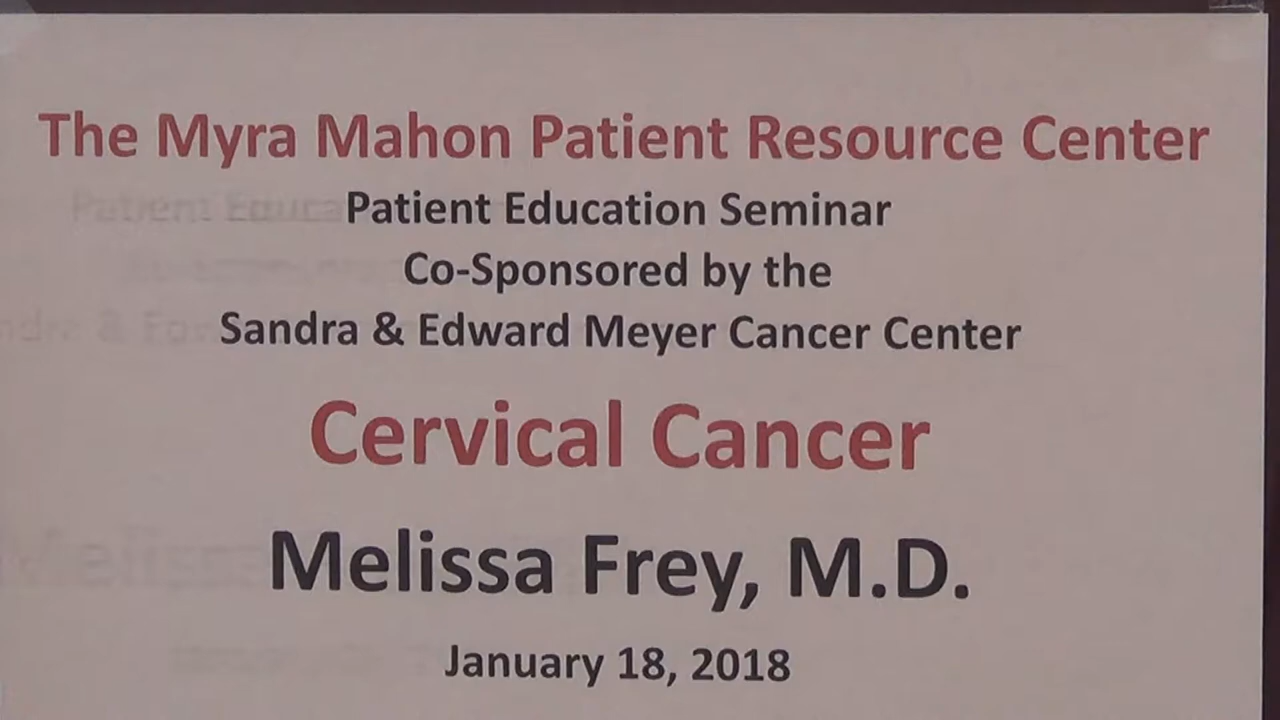 The Myra Mahon Patient Resource Center
Patient Education Seminar
Co-Sponsored by the
Sandra & Edward Meyer Cancer Center
Cervical Cancer
Melissa Frey, M.D.
January 18, 2018